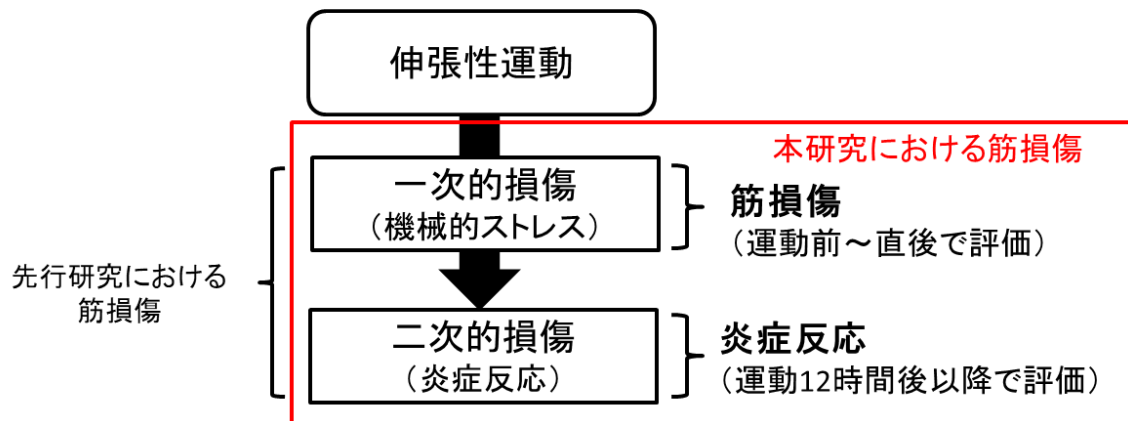 伸張性運動
本研究における筋損傷
一次的損傷
（機械的ストレス）
筋損傷
（運動前～直後で評価）
先行研究における
筋損傷
二次的損傷
（炎症反応）
炎症反応
（運動12時間後以降で評価）